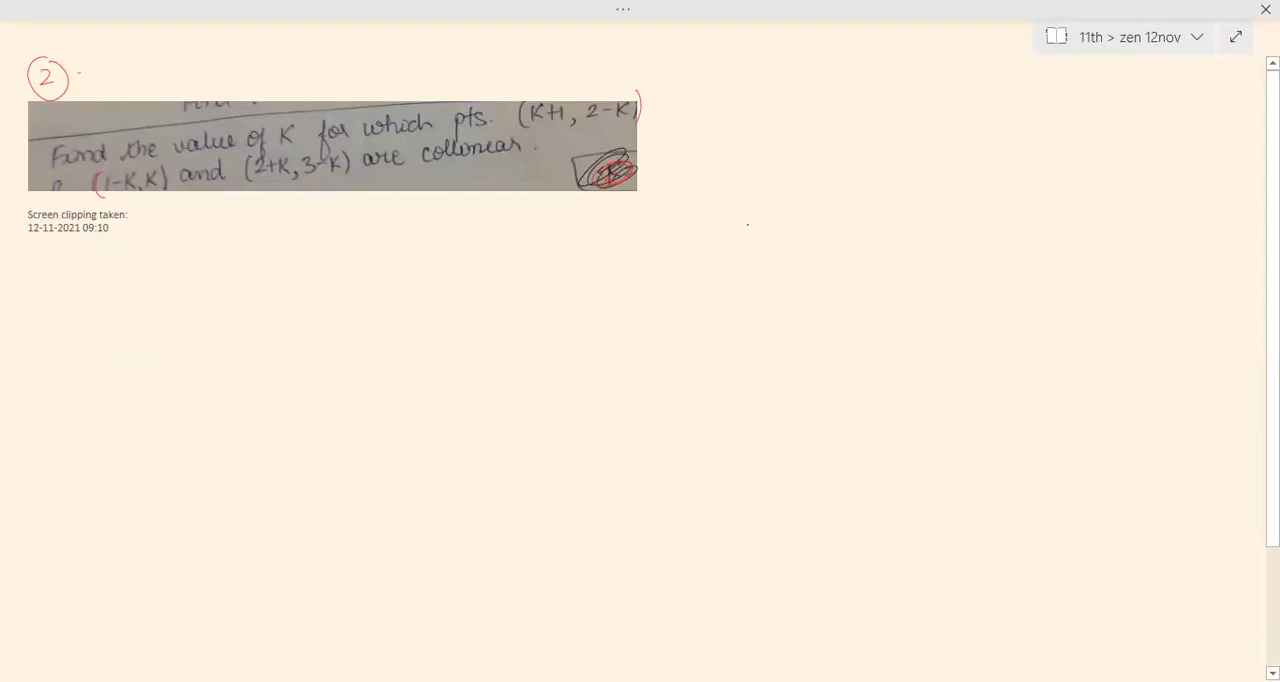 ...
11th > zen 12nov
2
Find the value of K for which pts. (K+1, 2-K)
(1-K, K) and (2+K, 3-K) are collinear.
Screen clipping taken:
12-11-2021 09:10